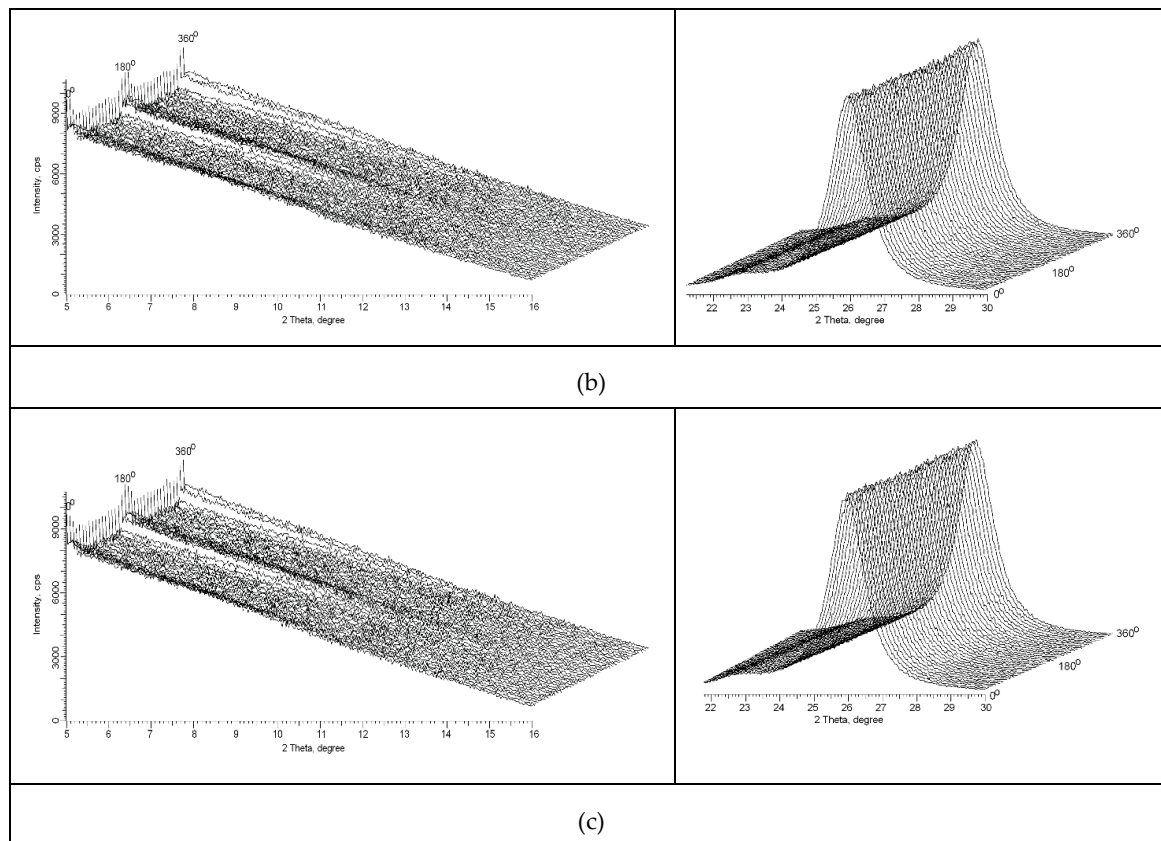 360°
180°
0°
9000
6000
3000
0
Intensity, cps
5 6 7 8 9 10 11 12 13 14 15 16
2 Theta, degree
360°
180°
0°
22 23 24 25 26 27 28 29 30
2 Theta, degree
(b)
360°
180°
0°
9000
6000
3000
0
Intensity, cps
5 6 7 8 9 10 11 12 13 14 15 16
2 Theta, degree
360°
180°
0°
22 23 24 25 26 27 28 29 30
2 Theta, degree
(c)